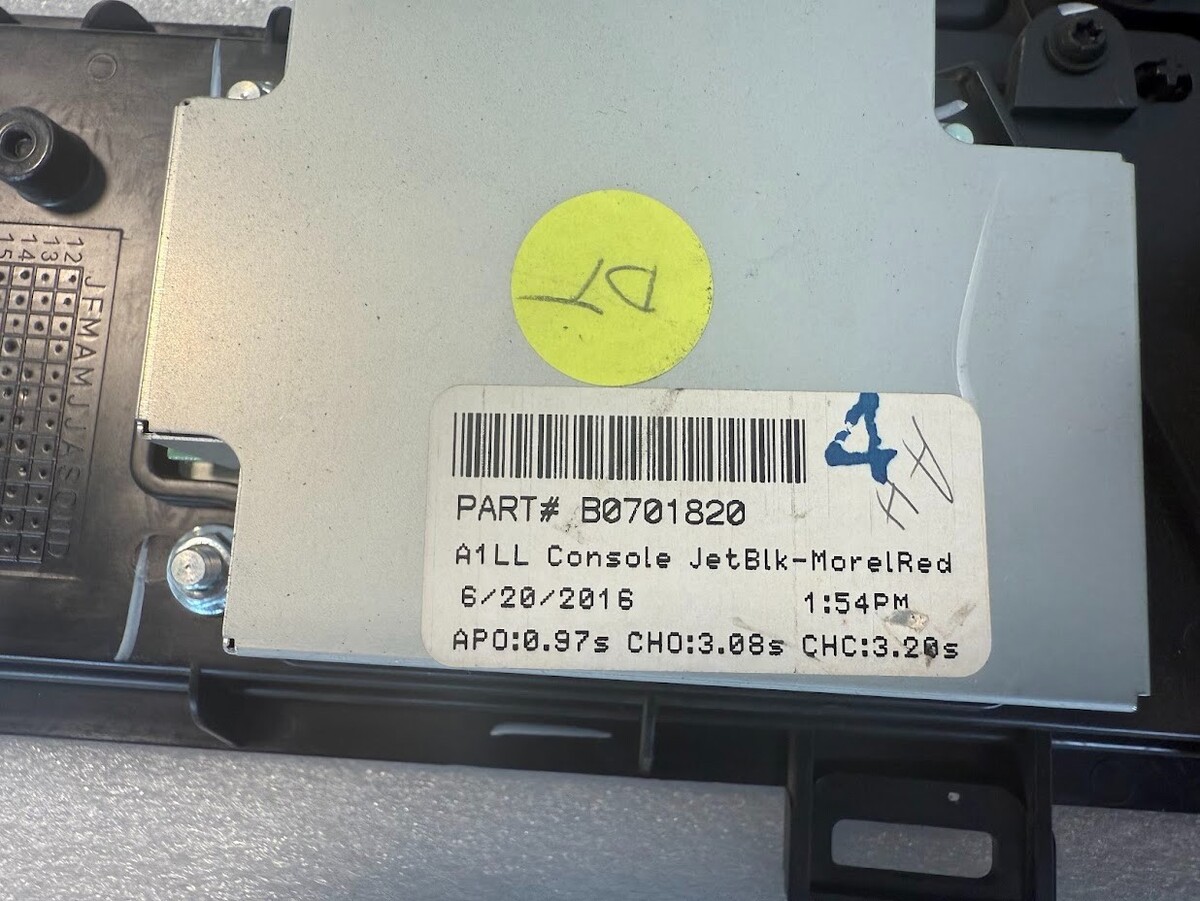 12
13
14
15
JFMAMJJASOND
DT
4
AH
PART# B0701820
A1LL Console JetBlk-MorelRed
6/20/2016 1:54PM
APO:0.97s CHO:3.08s CHC:3.20s